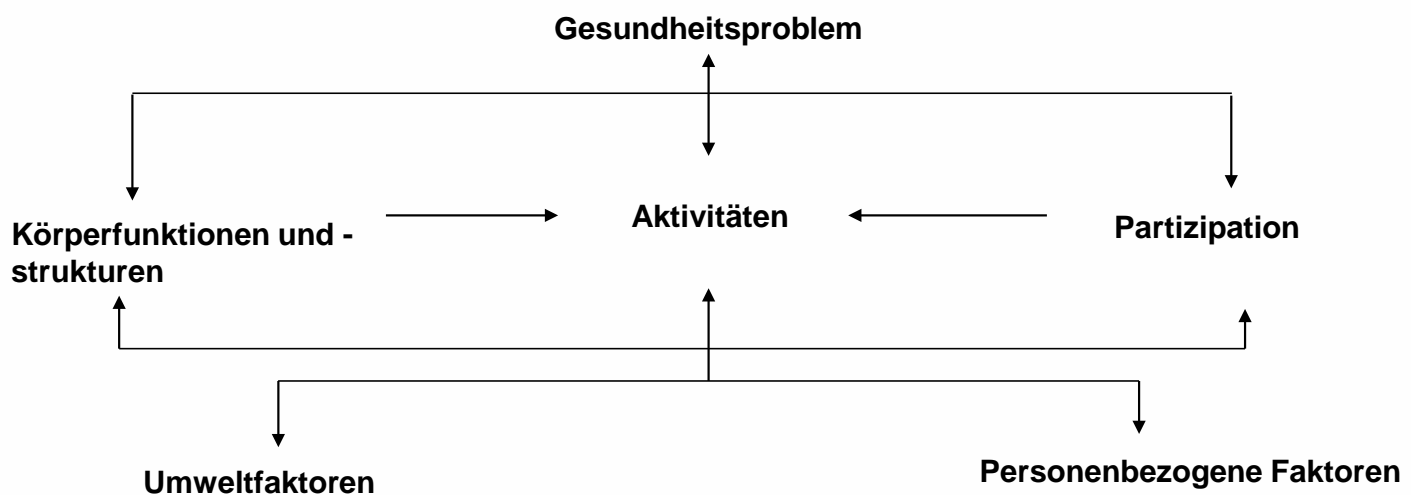 Gesundheitsproblem
Körperfunktionen und -
strukturen
Aktivitäten
Partizipation
Umweltfaktoren
Personenbezogene Faktoren